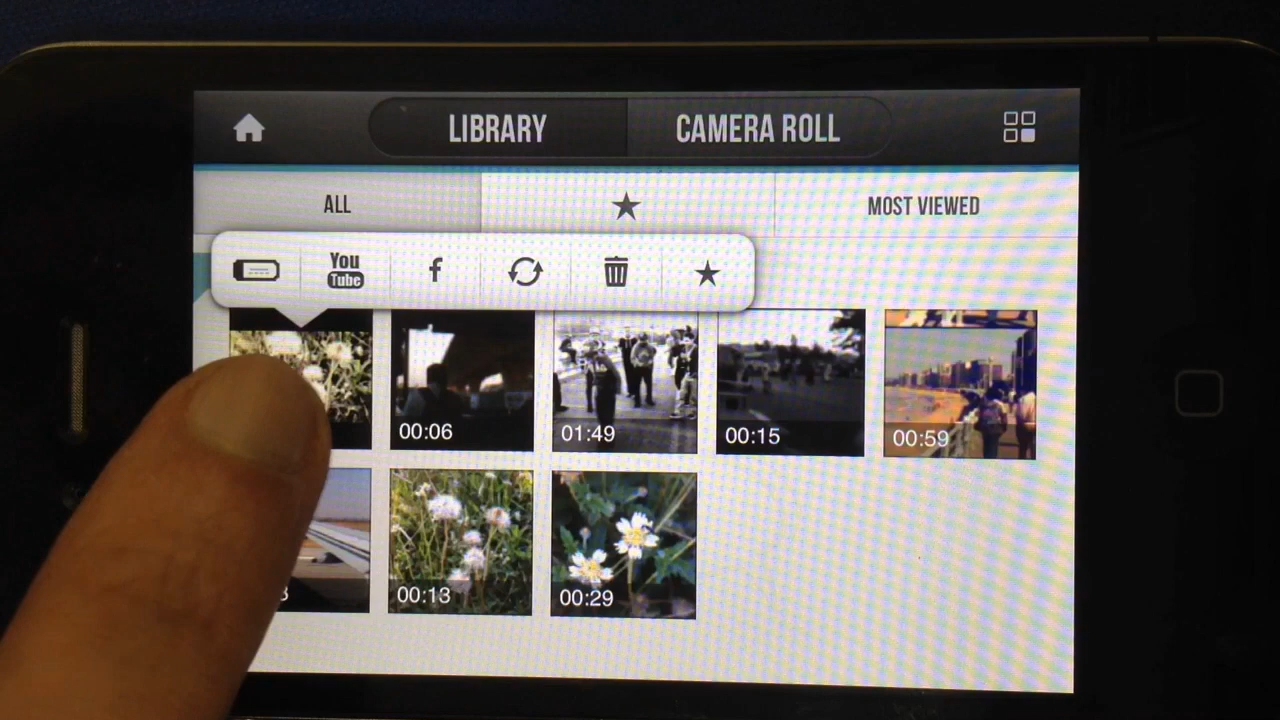 LIBRARY CAMERA ROLL
ALL MOST VIEWED
You
Tube
f
00:06 01:49 00:15 00:59
3 00:13 00:29